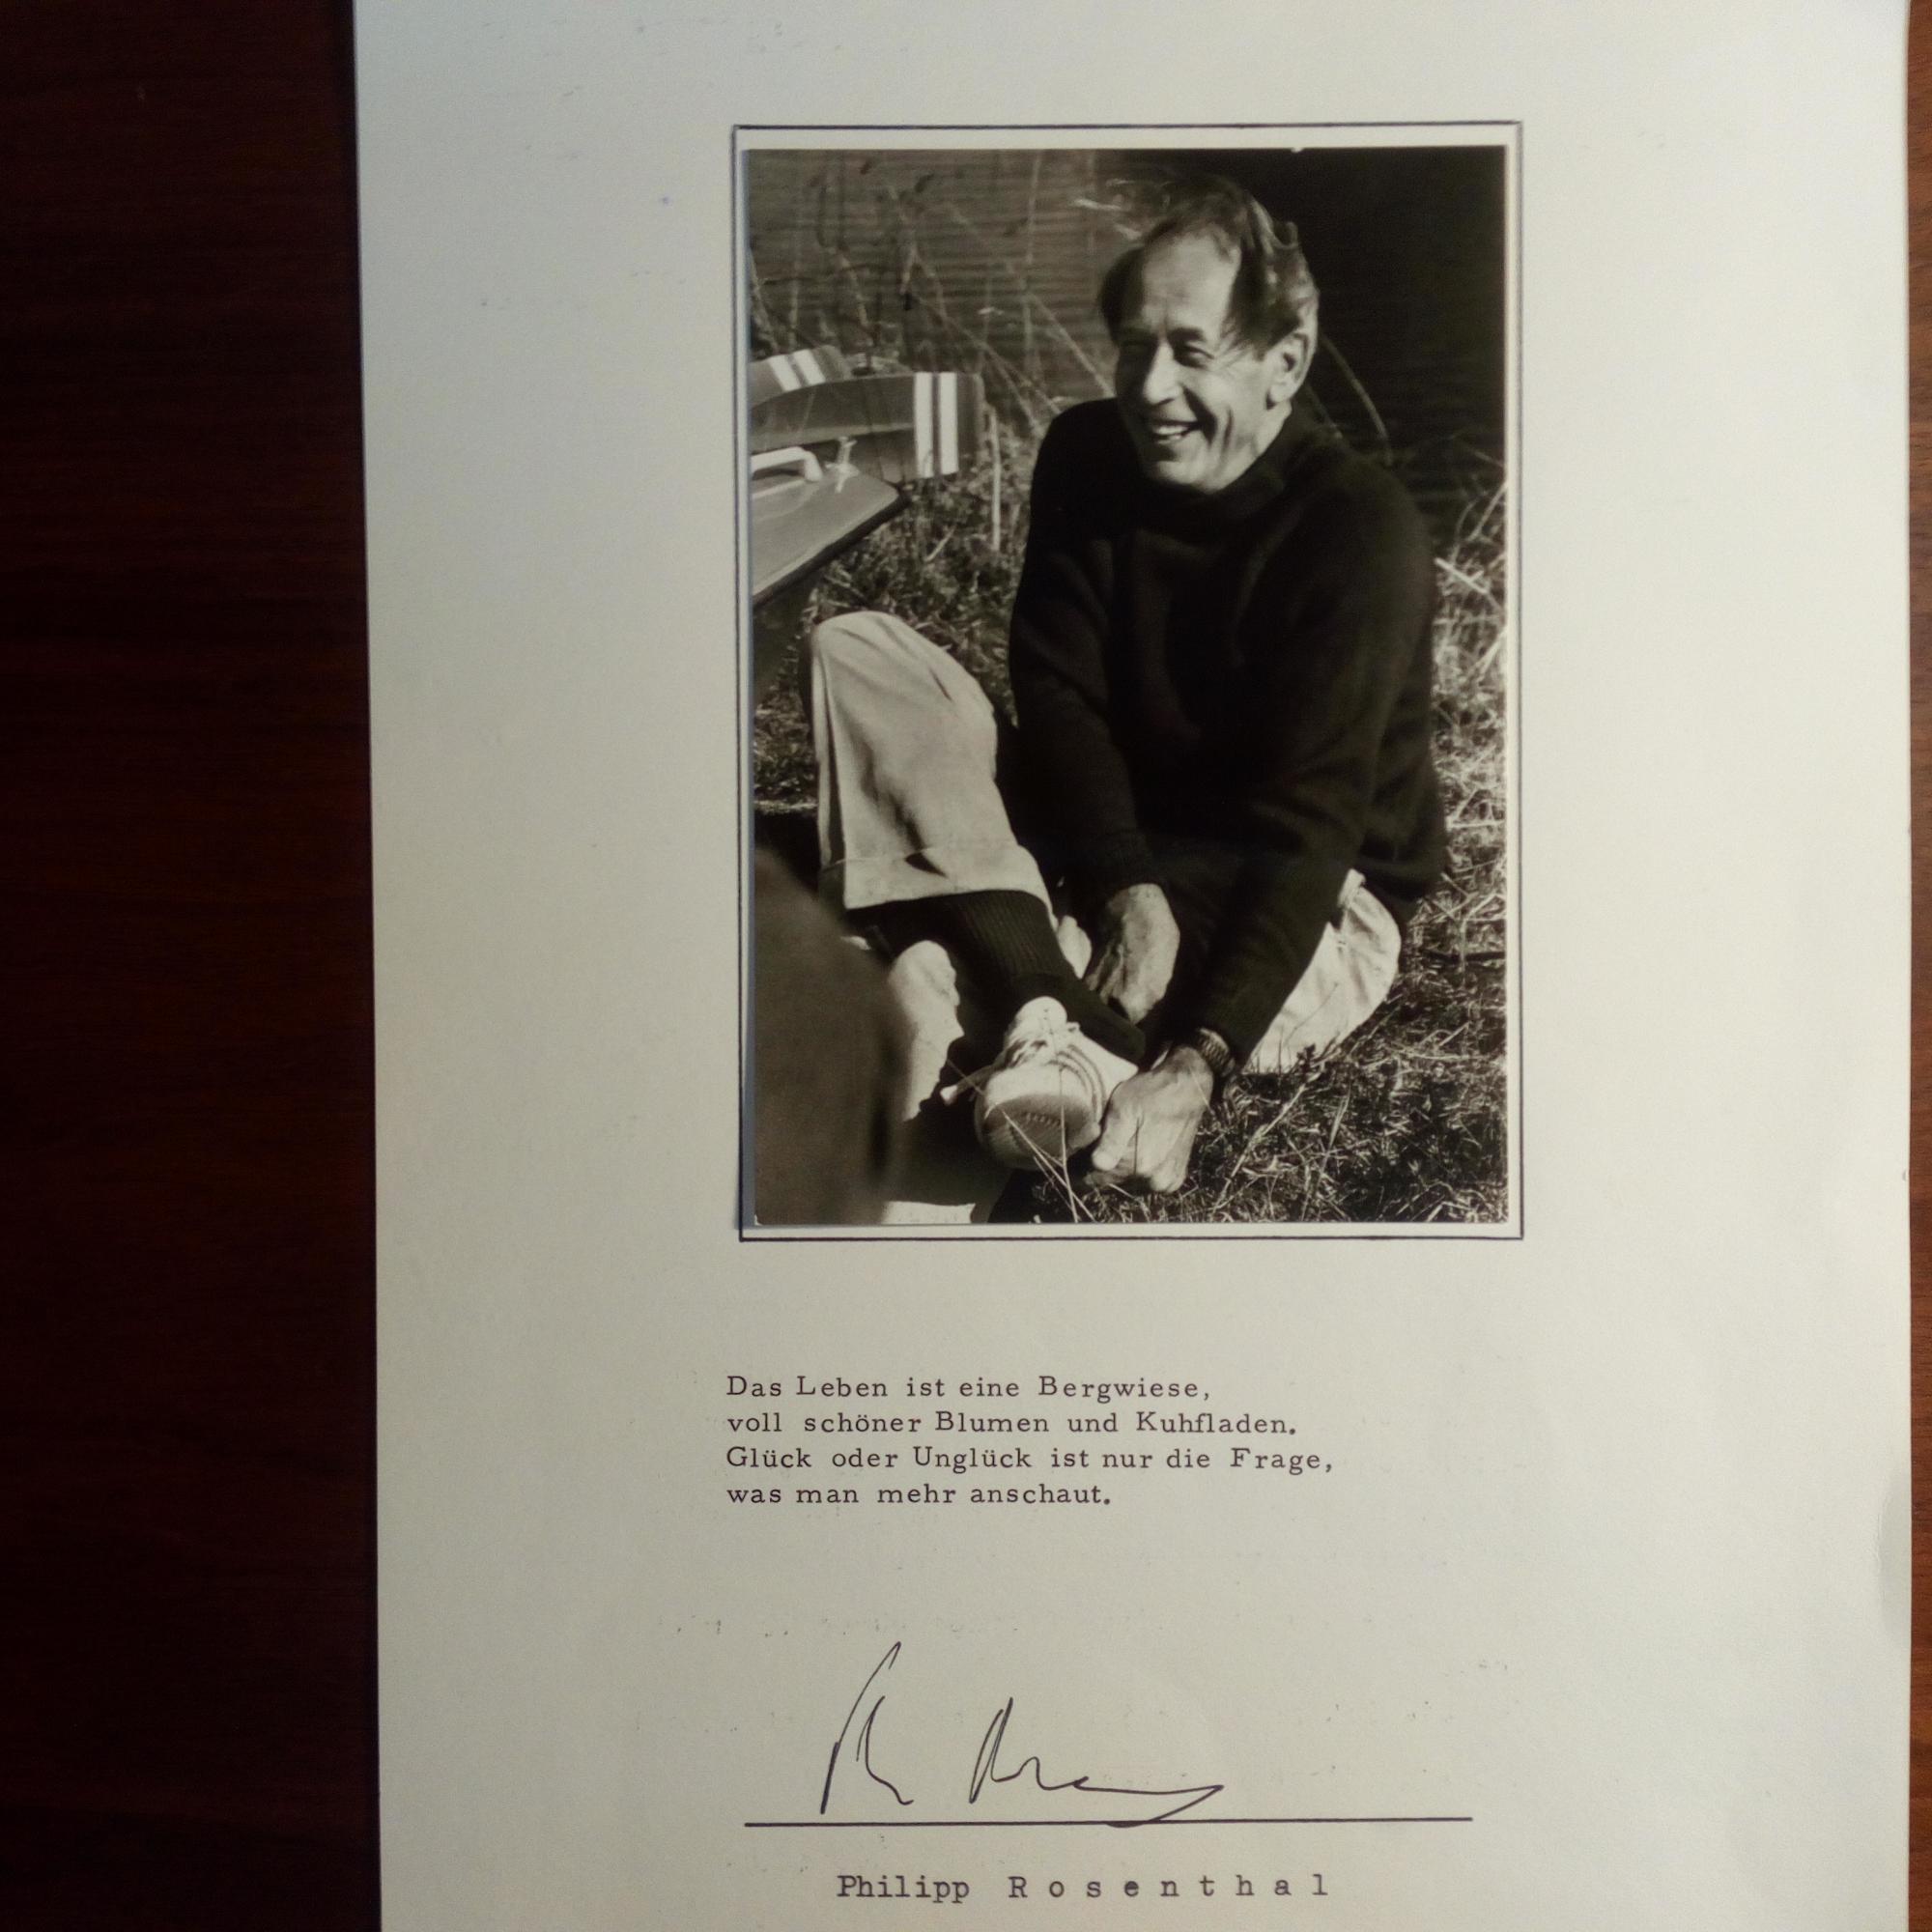 Das Leben ist eine Bergwiese,
voll schöner Blumen und Kuhfladen.
Glück oder Unglück ist nur die Frage,
was man mehr anschaut.
Philipp Rosenthal